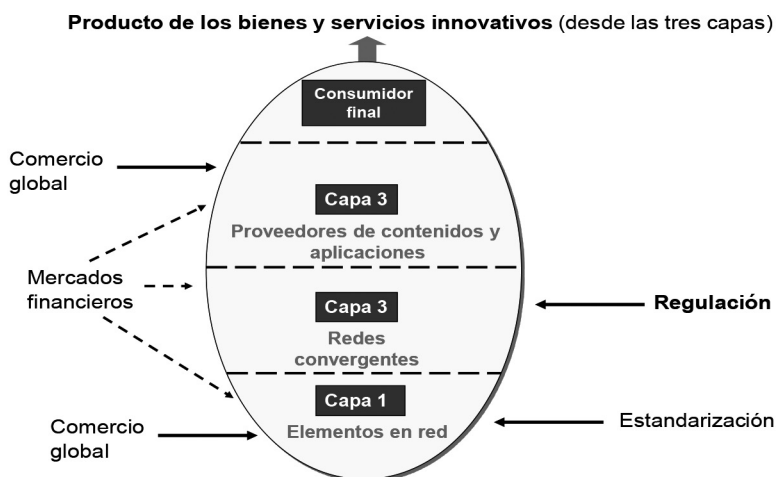 Producto de los bienes y servicios innovativos (desde las tres capas)
Consumidor
final
Comercio
global
Capa 3
Proveedores de contenidos y
aplicaciones
Mercados
financieros
Capa 3
Redes
convergentes
Regulación
Capa 1
Elementos en red
Comercio
global
Estandarización